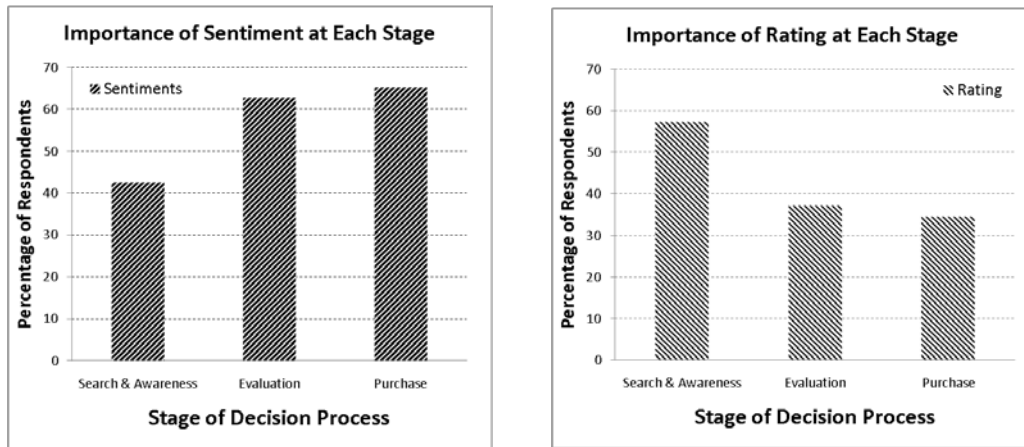 Importance of Sentiment at Each Stage
Percentage of Respondents
70
60
50
40
30
20
10
0
Sentiments
Search & Awareness Evaluation Purchase
Stage of Decision Process
Importance of Rating at Each Stage
Percentage of Respondents
70
60
50
40
30
20
10
0
Rating
Search & Awareness Evaluation Purchase
Stage of Decision Process